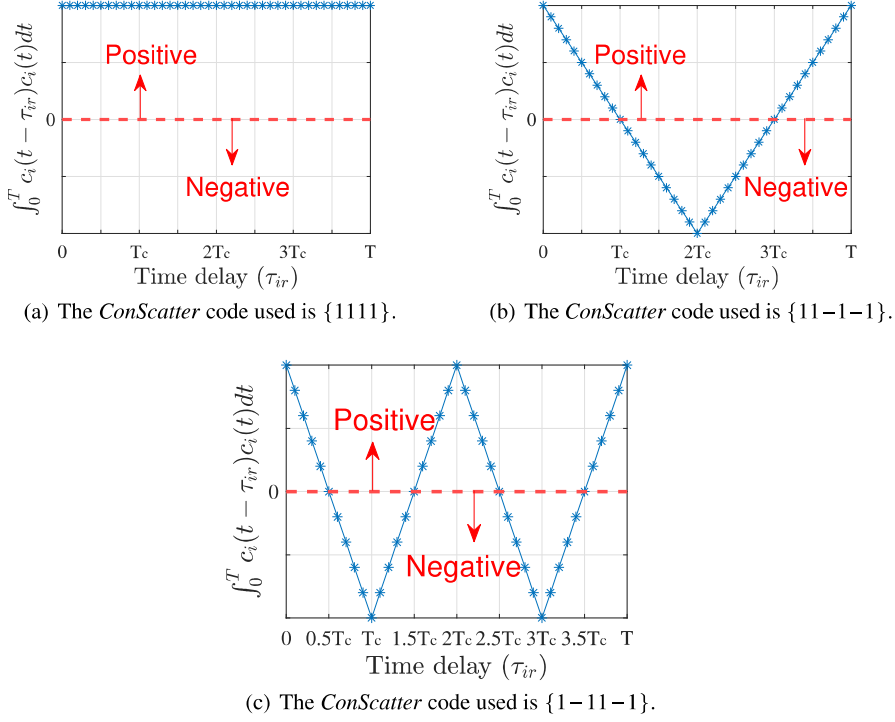 ∫₀ᵀ cᵢ(t − τᵢᵣ)cᵢ(t)dt
Positive
0
Negative
0 Tc 2Tc 3Tc T
Time delay (τᵢᵣ)
(a) The ConScatter code used is {1111}.
∫₀ᵀ cᵢ(t − τᵢᵣ)cᵢ(t)dt
Positive
0
Negative
0 Tc 2Tc 3Tc T
Time delay (τᵢᵣ)
(b) The ConScatter code used is {11−1−1}.
∫₀ᵀ cᵢ(t − τᵢᵣ)cᵢ(t)dt
Positive
0
Negative
0 0.5Tc Tc 1.5Tc 2Tc 2.5Tc 3Tc 3.5Tc T
Time delay (τᵢᵣ)
(c) The ConScatter code used is {1−11−1}.